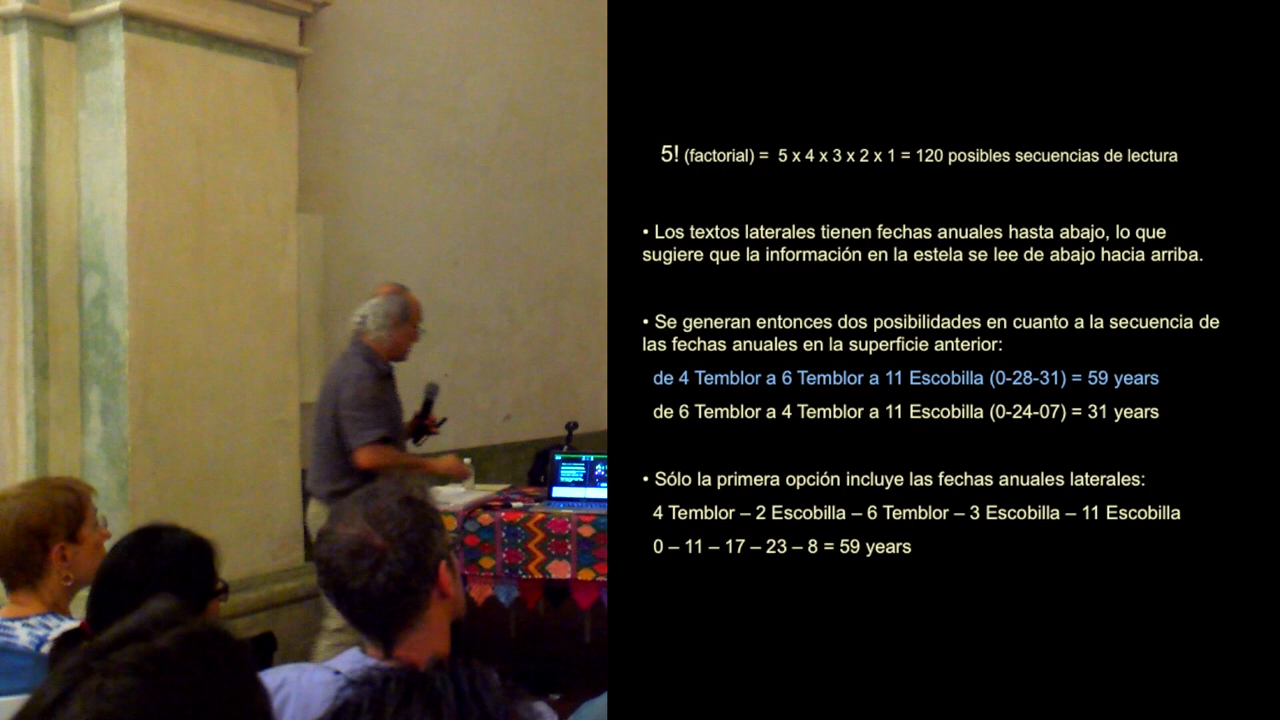 5! (factorial) = 5 x 4 x 3 x 2 x 1 = 120 posibles secuencias de lectura
• Los textos laterales tienen fechas anuales hasta abajo, lo que
sugiere que la información en la estela se lee de abajo hacia arriba.
• Se generan entonces dos posibilidades en cuanto a la secuencia de
las fechas anuales en la superficie anterior:
de 4 Temblor a 6 Temblor a 11 Escobilla (0-28-31) = 59 years
de 6 Temblor a 4 Temblor a 11 Escobilla (0-24-07) = 31 years
• Sólo la primera opción incluye las fechas anuales laterales:
4 Temblor – 2 Escobilla – 6 Temblor – 3 Escobilla – 11 Escobilla
0 – 11 – 17 – 23 – 8 = 59 years